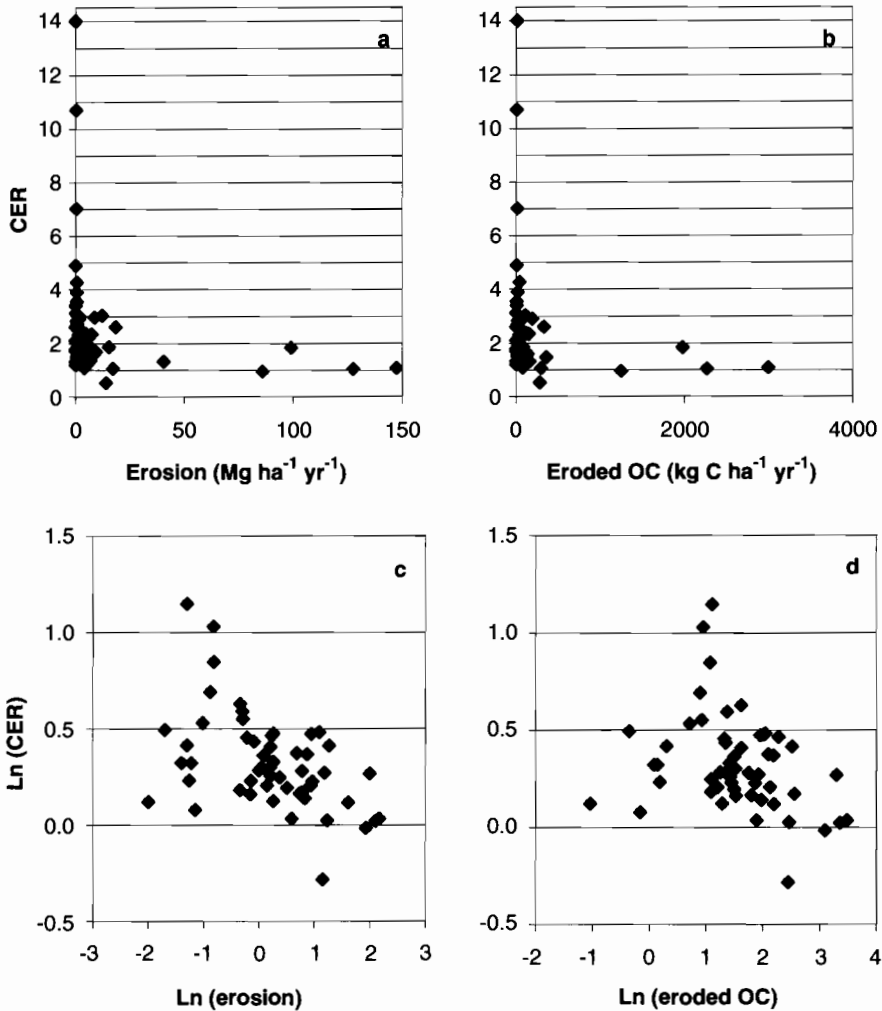 a
14
12
10
8
6
4
2
0
CER
0 50 100 150
Erosion (Mg ha⁻¹ yr⁻¹)
b
14
12
10
8
6
4
2
0
0 2000 4000
Eroded OC (kg C ha⁻¹ yr⁻¹)
c
1.5
1.0
0.5
0.0
-0.5
Ln (CER)
-3 -2 -1 0 1 2 3
Ln (erosion)
d
1.5
1.0
0.5
0.0
-0.5
-2 -1 0 1 2 3 4
Ln (eroded OC)